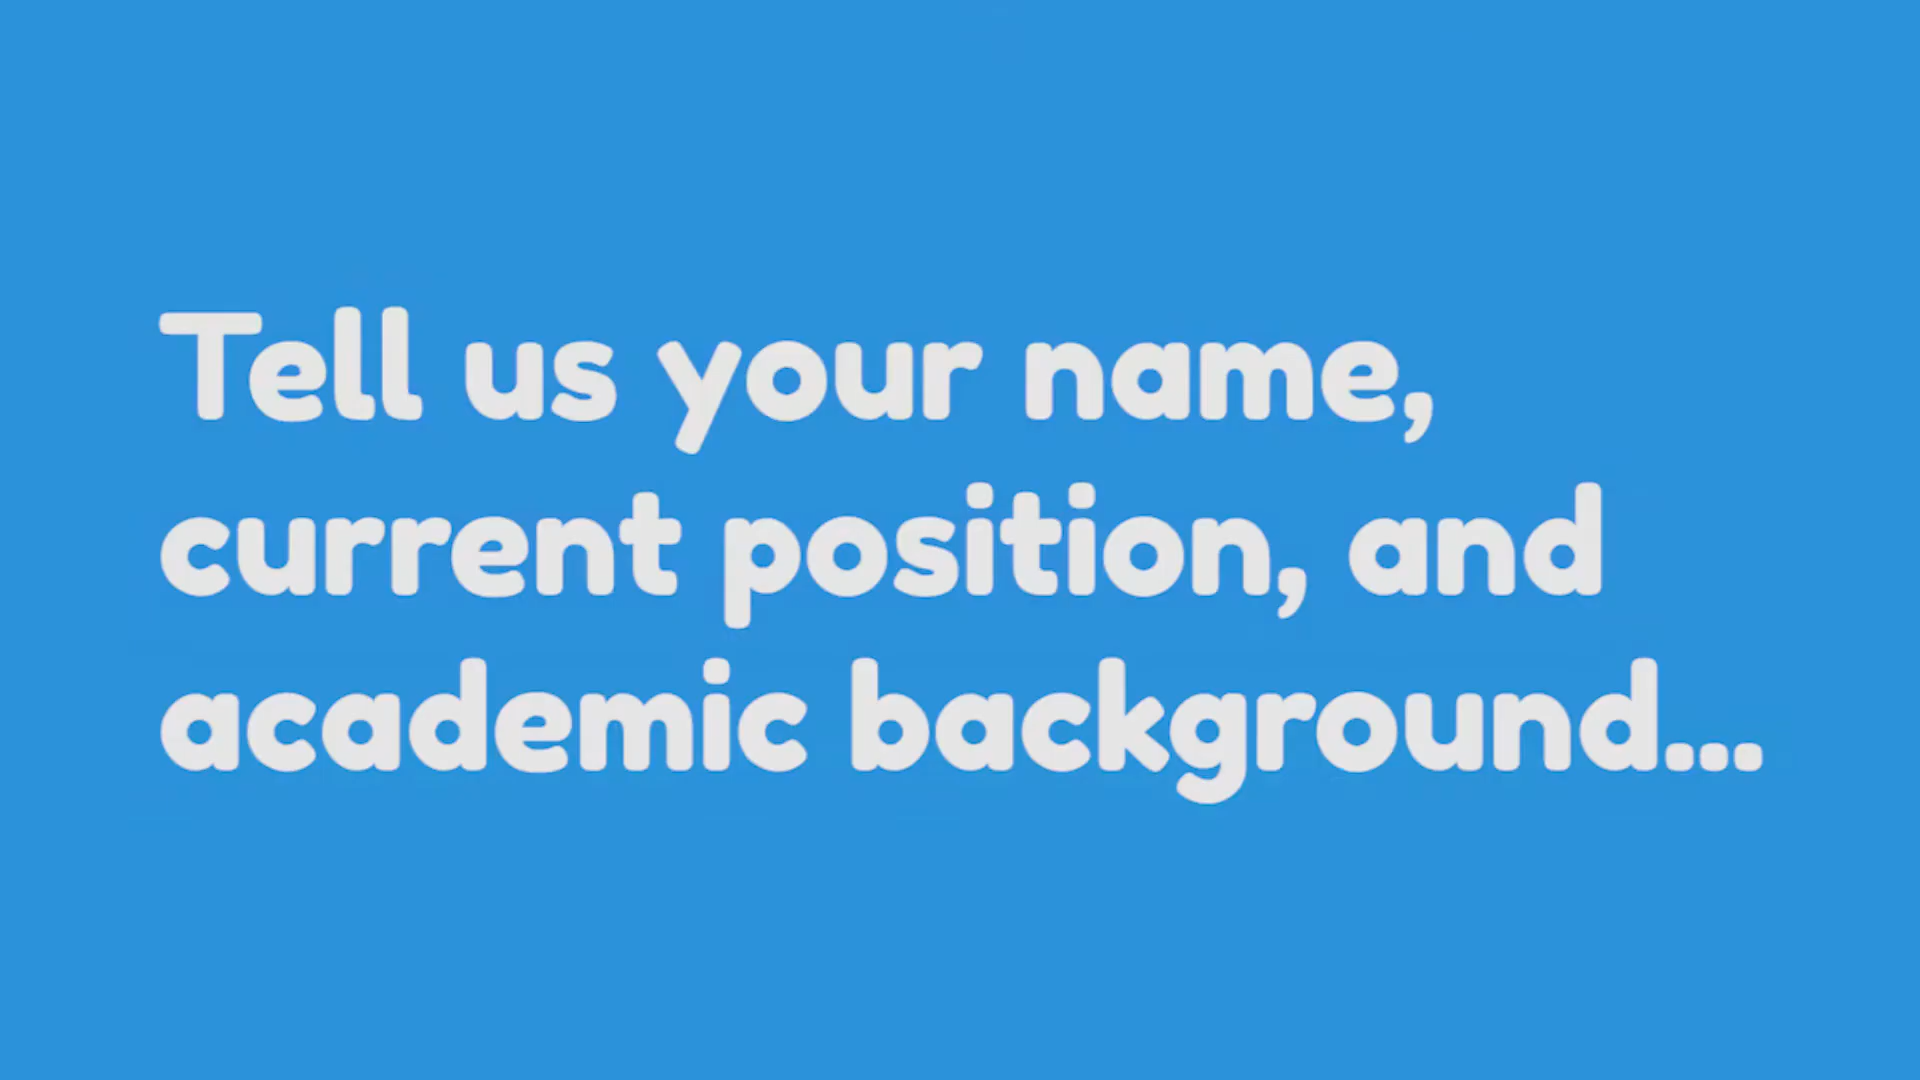 Tell us your name,
current position, and
academic background...